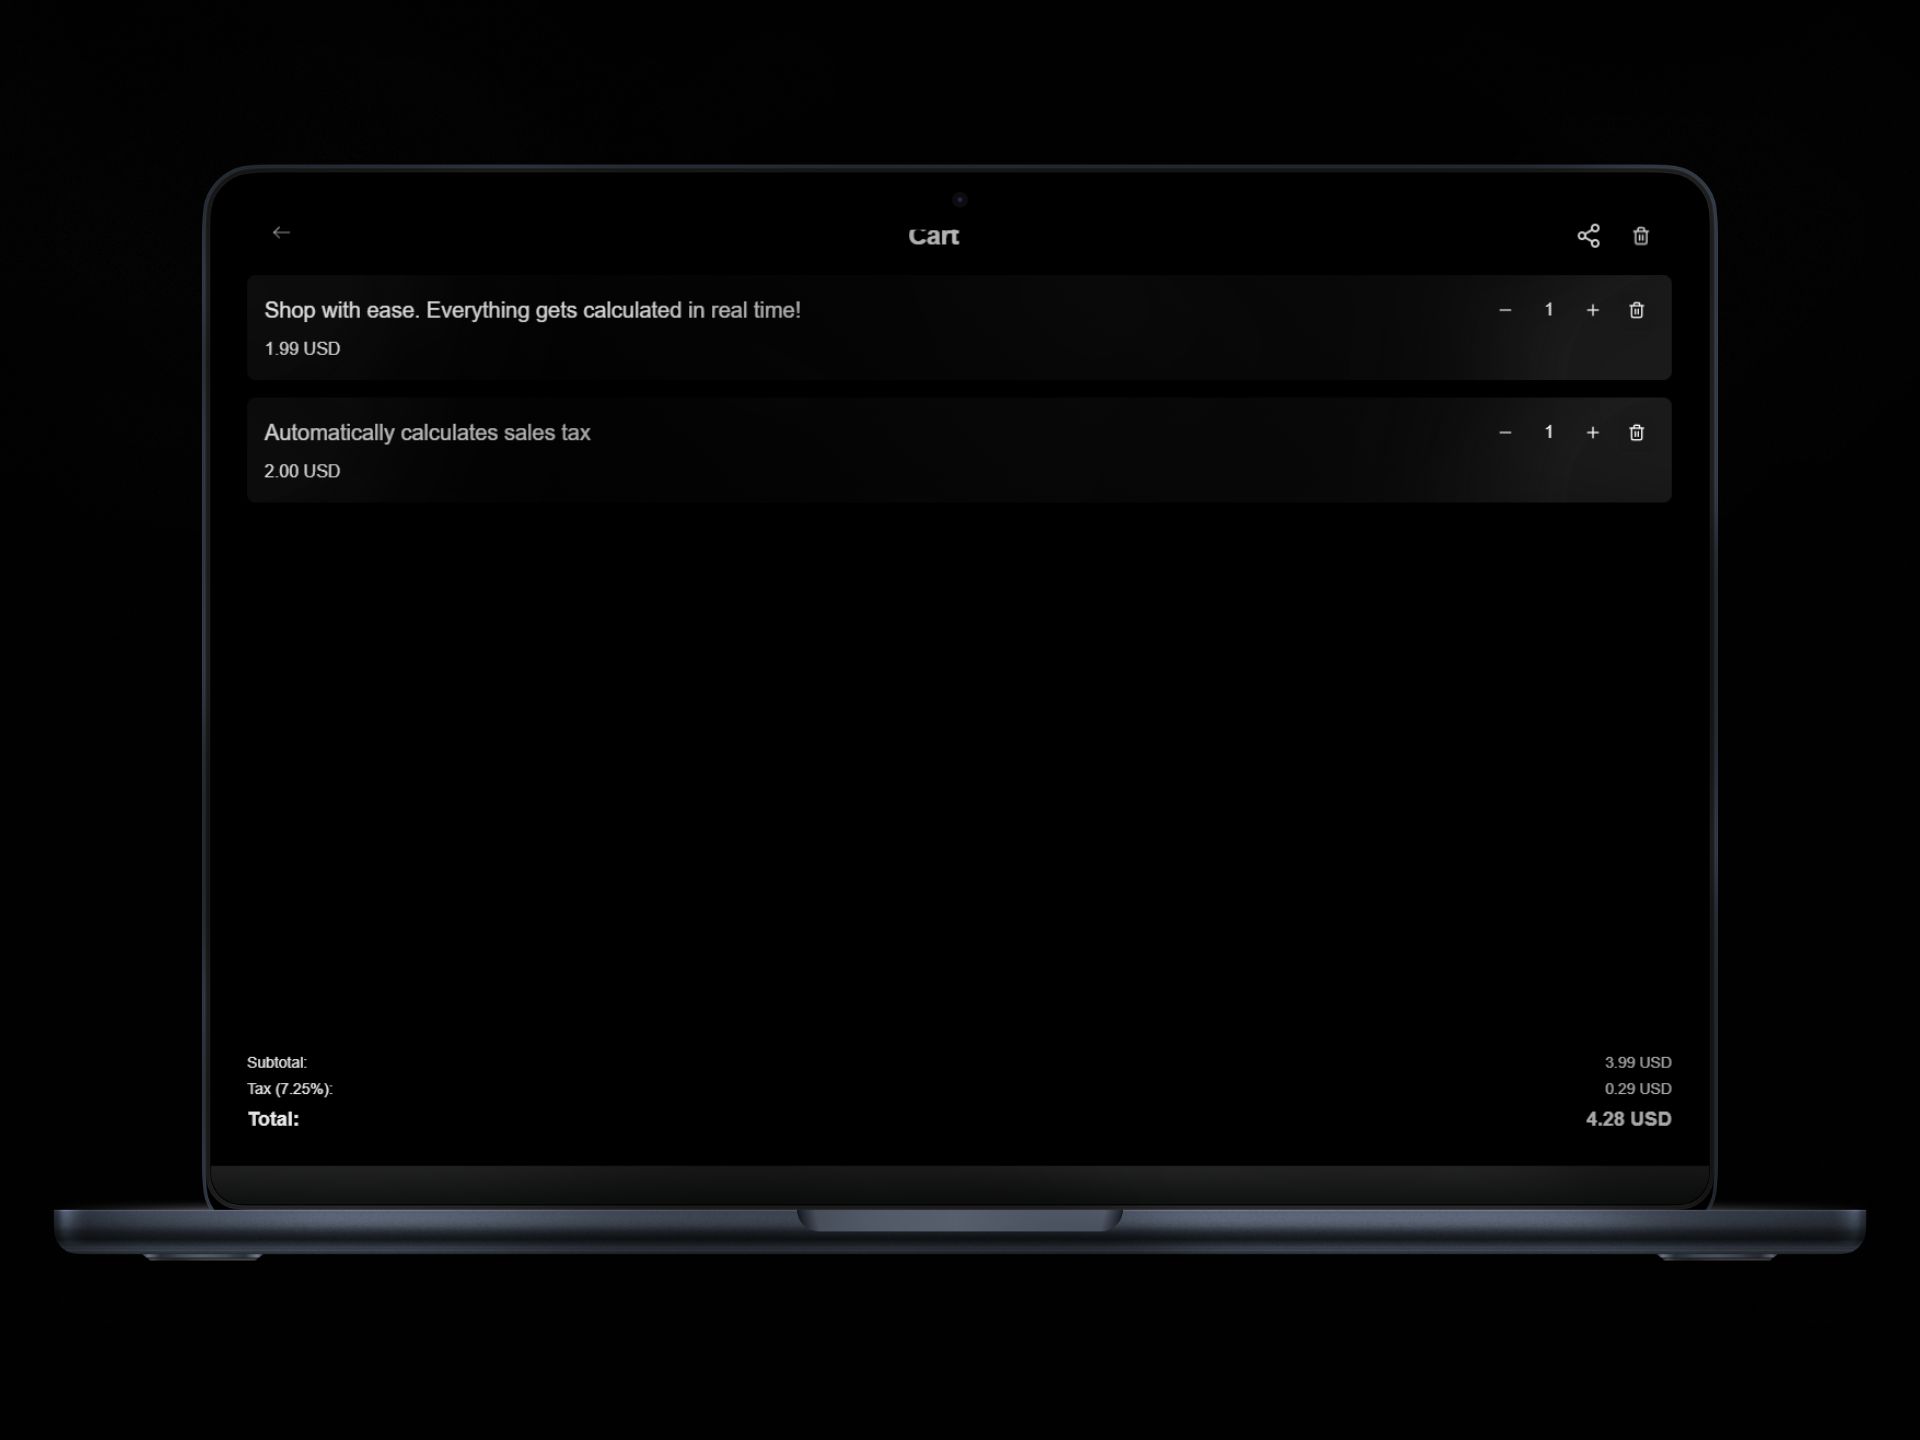 Cart
Shop with ease. Everything gets calculated in real time!
1
1.99 USD
Automatically calculates sales tax
1
2.00 USD
Subtotal:
3.99 USD
Tax (7.25%):
0.29 USD
Total:
4.28 USD